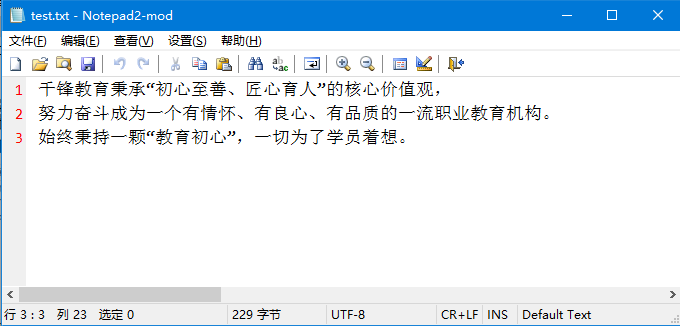 test.txt - Notepad2-mod
文件(F) 编辑(E) 查看(V) 设置(S) 帮助(H)
1 千锋教育秉承“初心至善、匠心育人”的核心价值观，
2 努力奋斗成为一个有情怀、有良心、有品质的一流职业教育机构。
3 始终秉持一颗“教育初心”，一切为了学员着想。
行 3 : 3 列 23 选定 0 229 字节 UTF-8 CR+LF INS Default Text